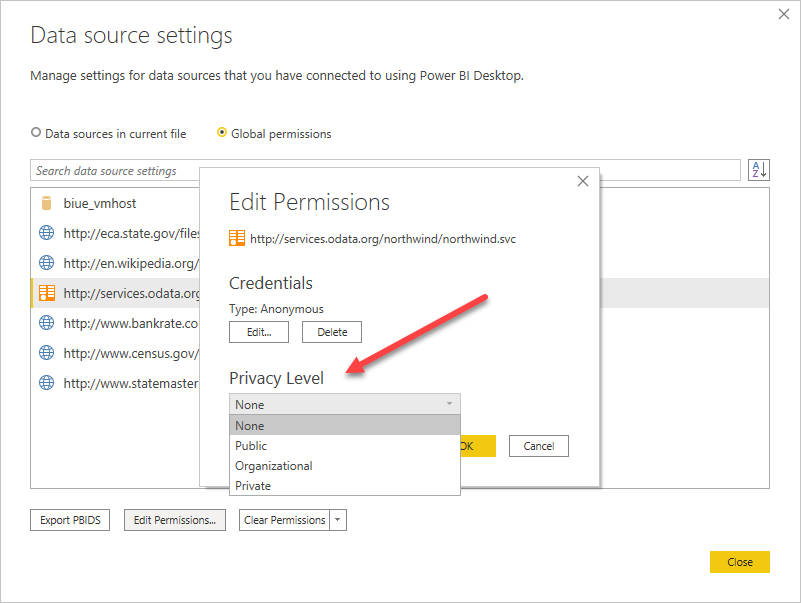 Data source settings
Manage settings for data sources that you have connected to using Power BI Desktop.
Data sources in current file
Global permissions
Search data source settings
A
Z
biue_vmhost
http://eca.state.gov/files
http://en.wikipedia.org/
http://services.odata.org
http://www.bankrate.co
http://www.census.gov/
http://www.statemaster
Edit Permissions
http://services.odata.org/northwind/northwind.svc
Credentials
Type: Anonymous
Edit...
Delete
Privacy Level
None
None
Public
Organizational
Private
OK
Cancel
Export PBIDS
Edit Permissions...
Clear Permissions
Close